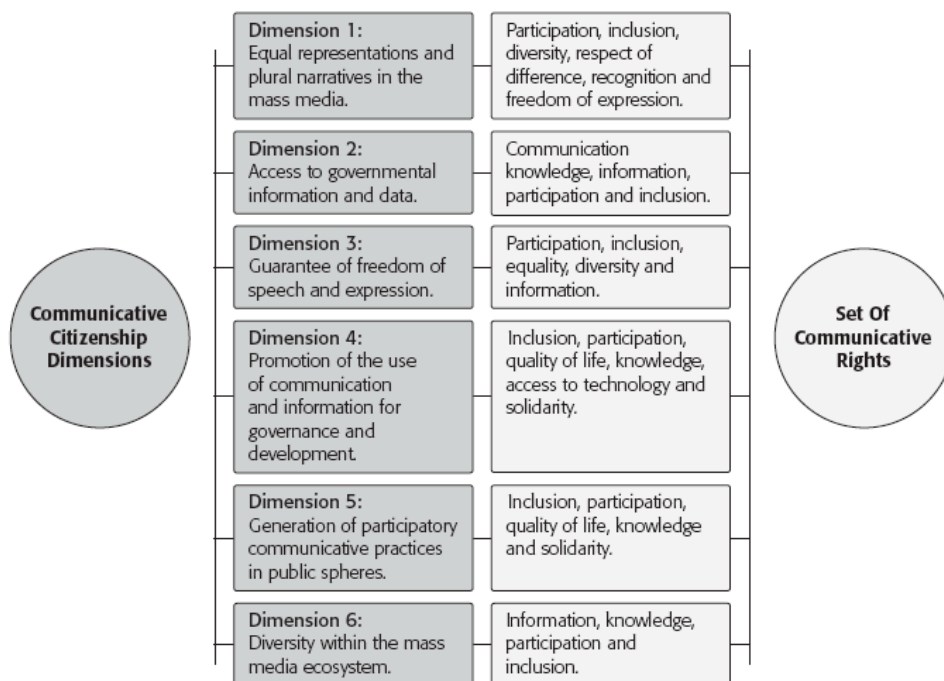 Communicative
Citizenship
Dimensions
Dimension 1:
Equal representations and
plural narratives in the
mass media.
Participation, inclusion,
diversity, respect of
difference, recognition and
freedom of expression.
Dimension 2:
Access to governmental
information and data.
Communication
knowledge, information,
participation and inclusion.
Dimension 3:
Guarantee of freedom of
speech and expression.
Participation, inclusion,
equality, diversity and
information.
Dimension 4:
Promotion of the use
of communication
and information for
governance and
development.
Inclusion, participation,
quality of life, knowledge,
access to technology and
solidarity.
Dimension 5:
Generation of participatory
communicative practices
in public spheres.
Inclusion, participation,
quality of life, knowledge
and solidarity.
Dimension 6:
Diversity within the mass
media ecosystem.
Information, knowledge,
participation and
inclusion.
Set Of
Communicative
Rights